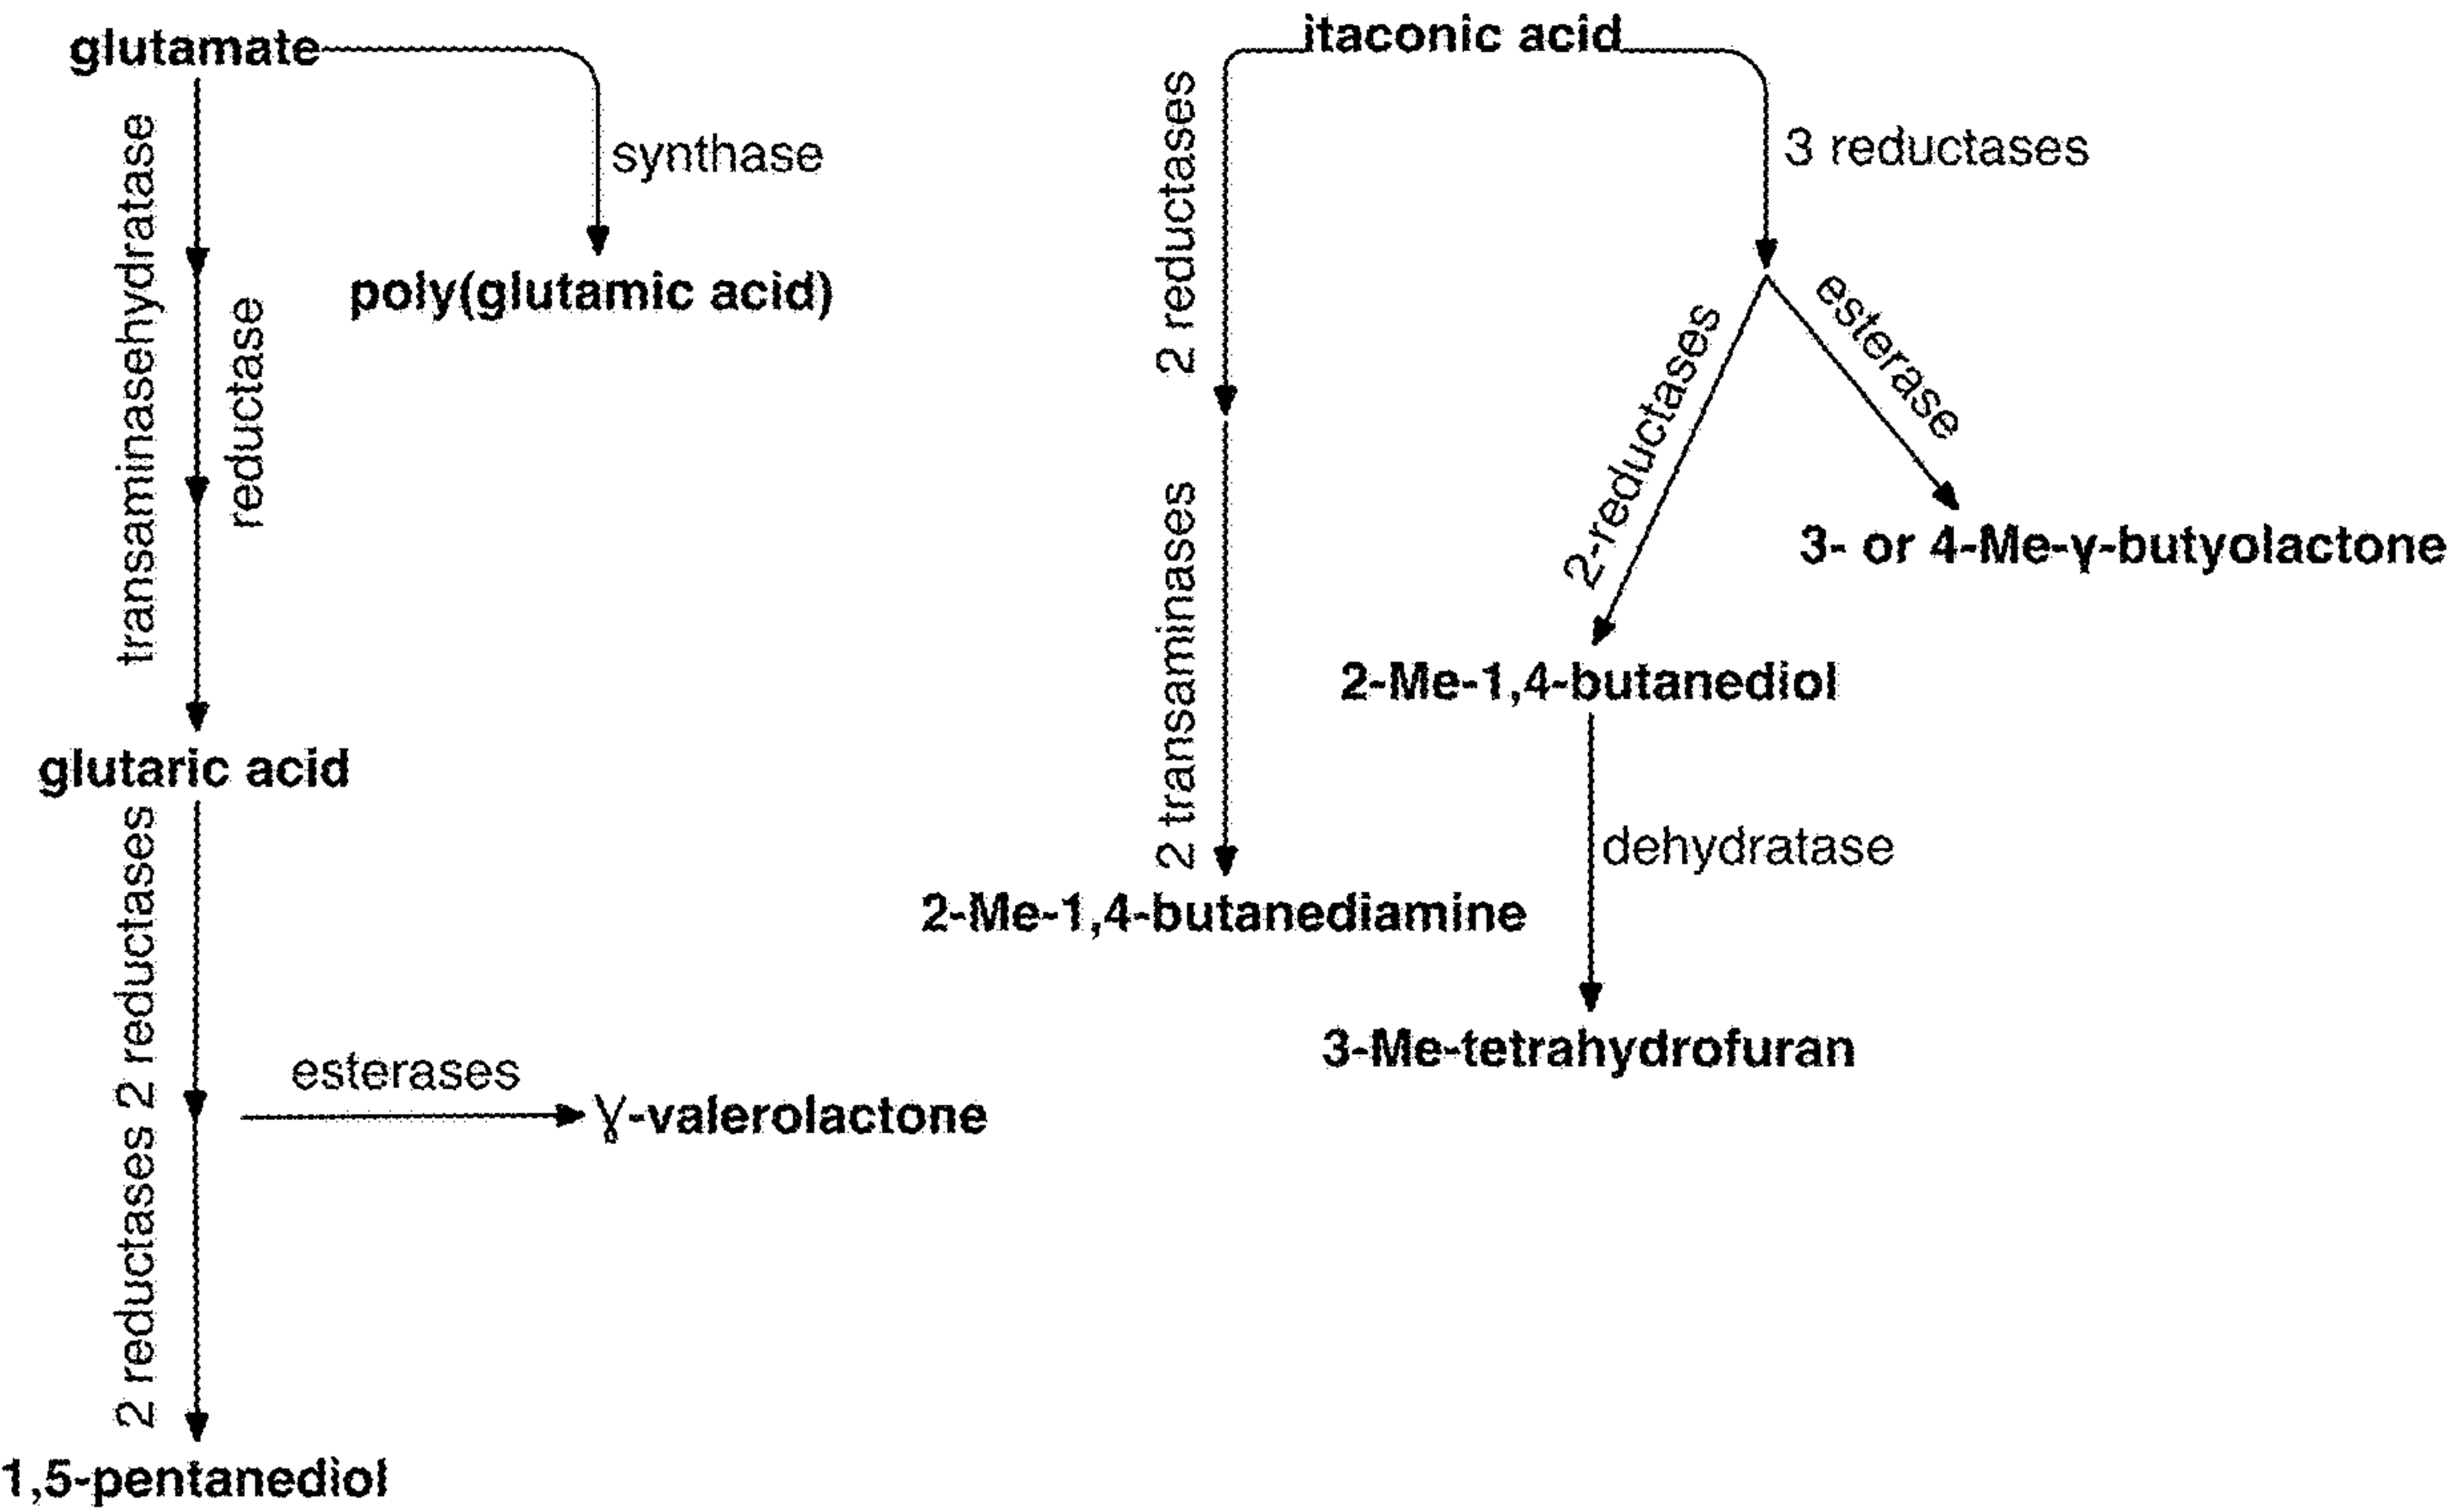 glutamate
synthase
poly(glutamic acid)
transaminasehydratase
reductase
glutaric acid
2 reductases 2 reductases
esterases
γ-valerolactone
1,5-pentanediol
itaconic acid
2 reductases
3 reductases
2-reductases
esterase
3- or 4-Me-γ-butyolactone
2-Me-1,4-butanediol
2 transaminases
dehydratase
2-Me-1,4-butanediamine
3-Me-tetrahydrofuran